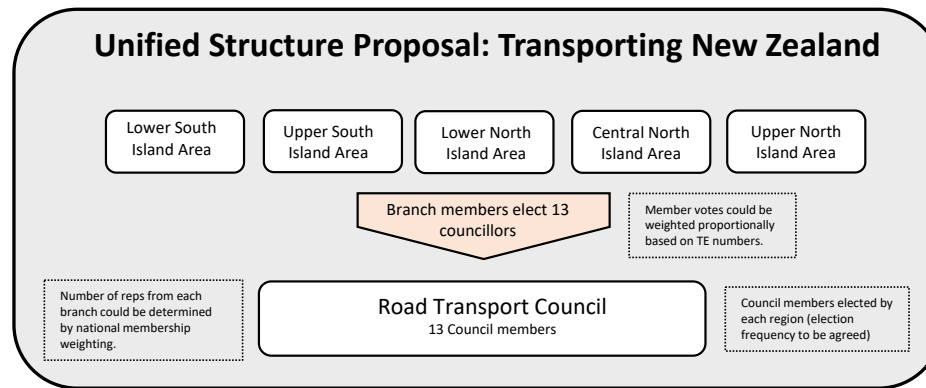 Unified Structure Proposal: Transporting New Zealand
Lower South
Island Area
Upper South
Island Area
Lower North
Island Area
Central North
Island Area
Upper North
Island Area
Branch members elect 13
councillors
Member votes could be
weighted proportionally
based on TE numbers.
Number of reps from each
branch could be determined
by national membership
weighting.
Road Transport Council
13 Council members
Council members elected by
each region (election
frequency to be agreed)